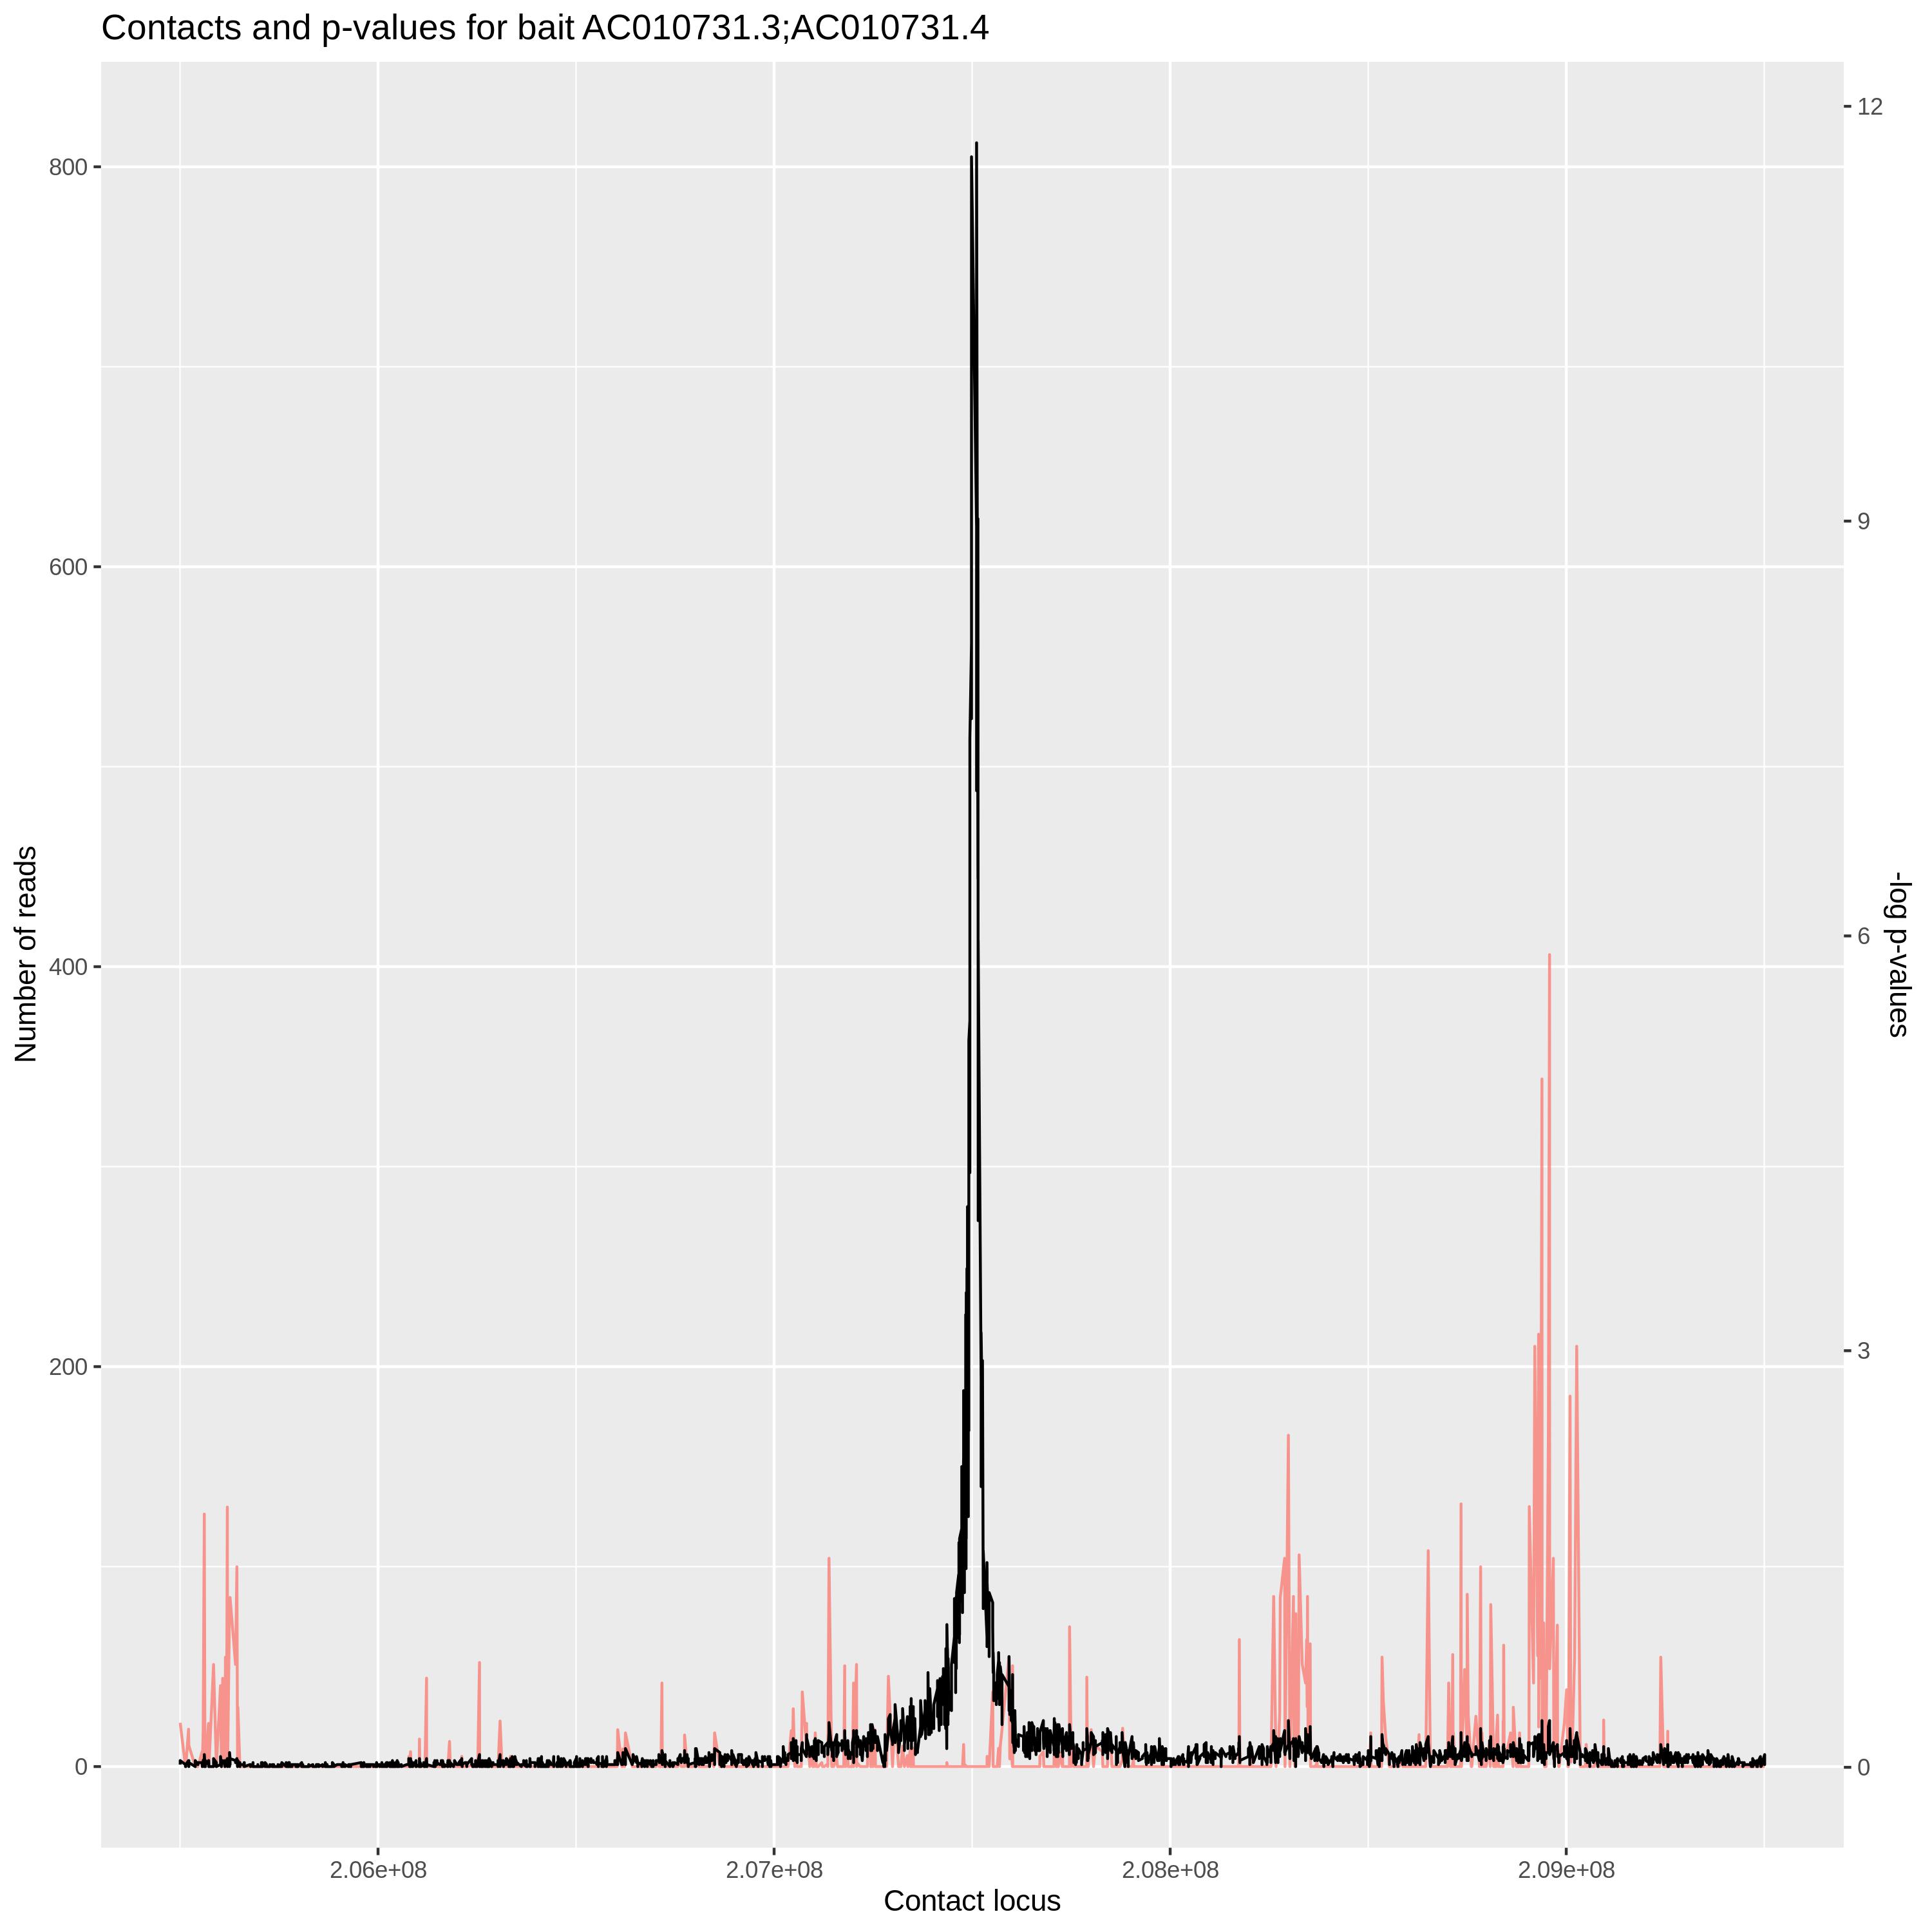 Contacts and p-values for bait AC010731.3;AC010731.4
Number of reads
800
600
400
200
0
12
9
6
3
0
-log p-values
2.06e+08
2.07e+08
2.08e+08
2.09e+08
Contact locus